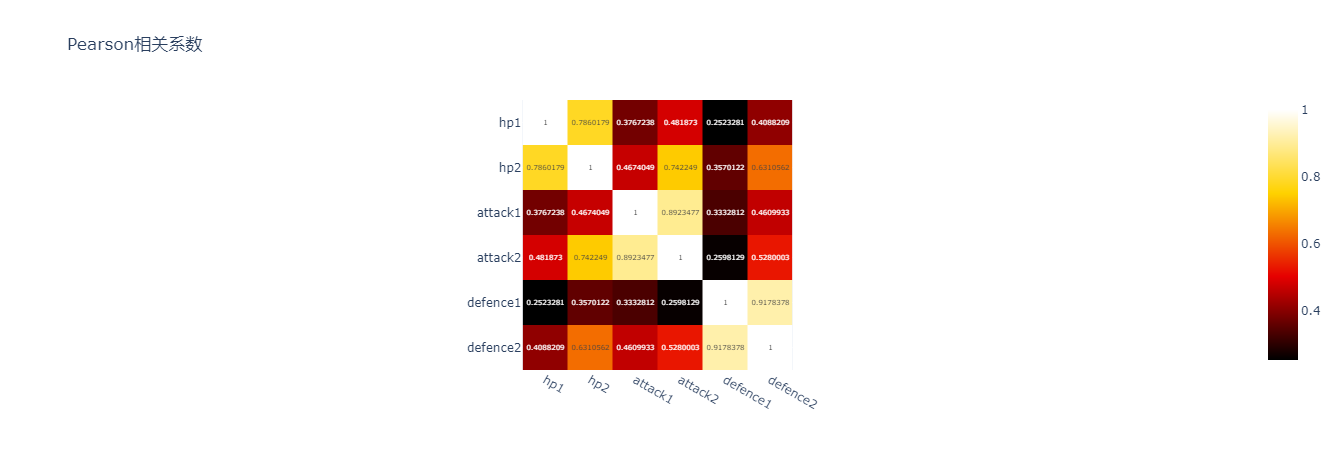 Pearson相关系数
hp1 1 0.7860179 0.3767238 0.481873 0.2523281 0.4088209
hp2 0.7860179 1 0.4674049 0.742249 0.3570122 0.6310562
attack1 0.3767238 0.4674049 1 0.8923477 0.3332812 0.4609933
attack2 0.481873 0.742249 0.8923477 1 0.2598129 0.5280003
defence1 0.2523281 0.3570122 0.3332812 0.2598129 1 0.9178378
defence2 0.4088209 0.6310562 0.4609933 0.5280003 0.9178378 1
hp1 hp2 attack1 attack2 defence1 defence2
1
0.8
0.6
0.4